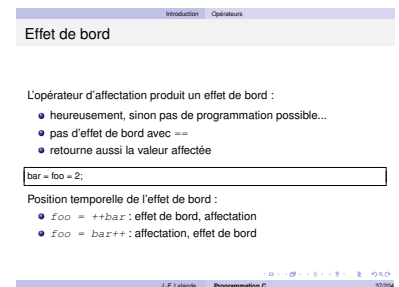 Introduction Opérateurs
Effet de bord
L'opérateur d'affectation produit un effet de bord :
heureusement, sinon pas de programmation possible...
pas d'effet de bord avec ==
retourne aussi la valeur affectée
bar = foo = 2;
Position temporelle de l'effet de bord :
foo = ++bar : effet de bord, affectation
foo = bar++ : affectation, effet de bord
J.-F. Lalande Programmation C 37/204